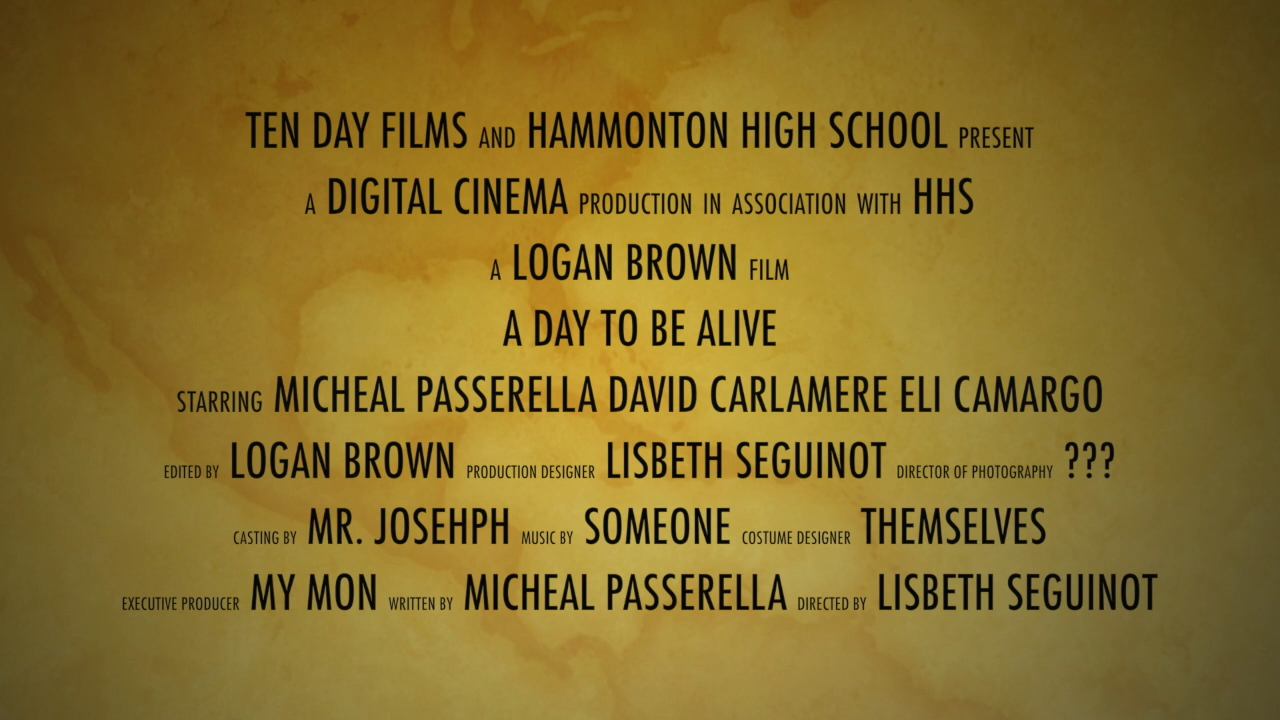 TEN DAY FILMS AND HAMMONTON HIGH SCHOOL PRESENT
A DIGITAL CINEMA PRODUCTION IN ASSOCIATION WITH HHS
A LOGAN BROWN FILM
A DAY TO BE ALIVE
STARRING MICHEAL PASSERELLA DAVID CARLAMERE ELI CAMARGO
EDITED BY LOGAN BROWN PRODUCTION DESIGNER LISBETH SEGUINOT DIRECTOR OF PHOTOGRAPHY ???
CASTING BY MR. JOSEHPH MUSIC BY SOMEONE COSTUME DESIGNER THEMSELVES
EXECUTIVE PRODUCER MY MON WRITTEN BY MICHEAL PASSERELLA DIRECTED BY LISBETH SEGUINOT